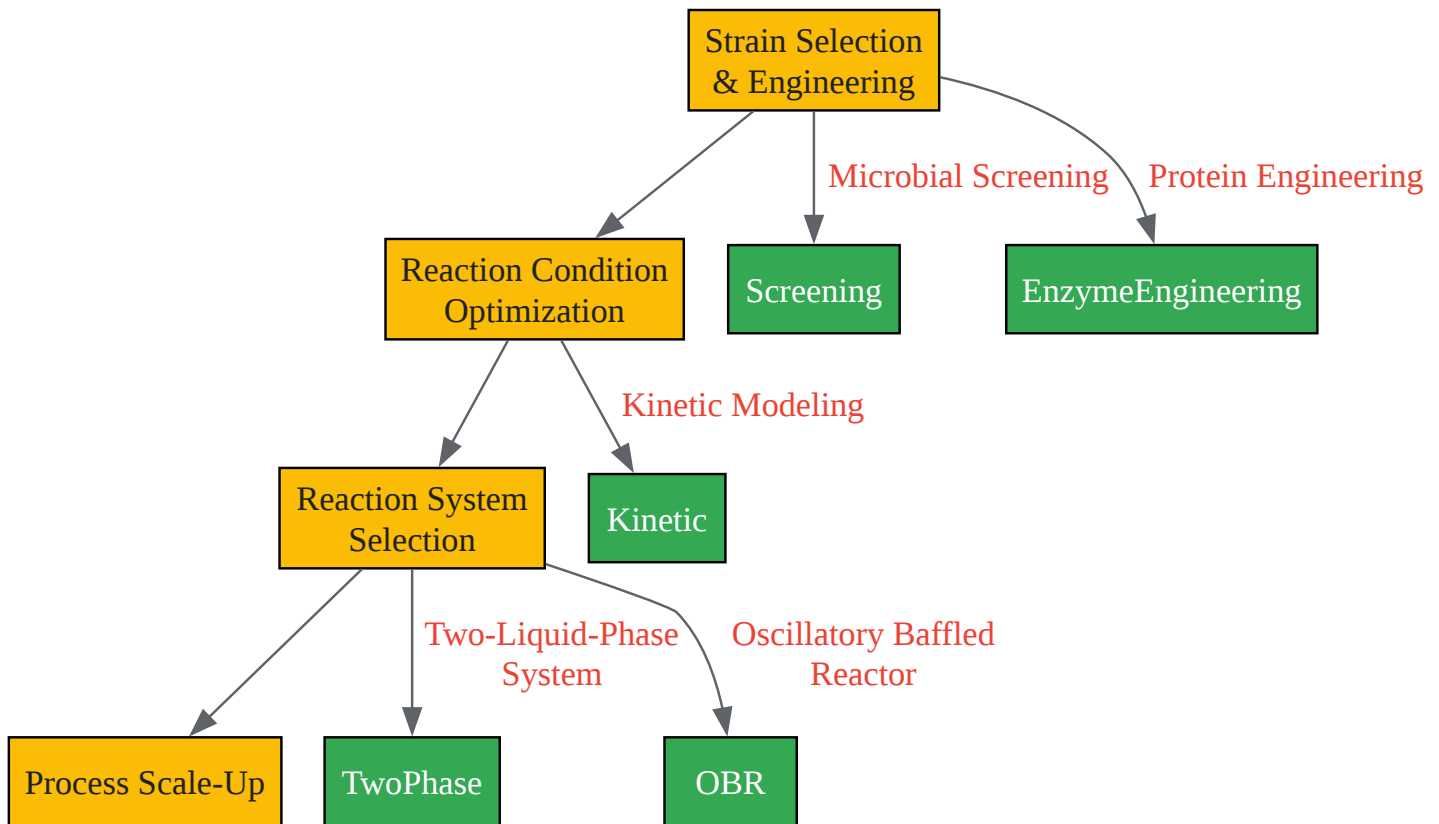 Strain Selection
& Engineering
Microbial Screening
Protein Engineering
Reaction Condition
Optimization
Screening
EnzymeEngineering
Kinetic Modeling
Reaction System
Selection
Kinetic
Two-Liquid-Phase
System
Oscillatory Baffled
Reactor
Process Scale-Up
TwoPhase
OBR